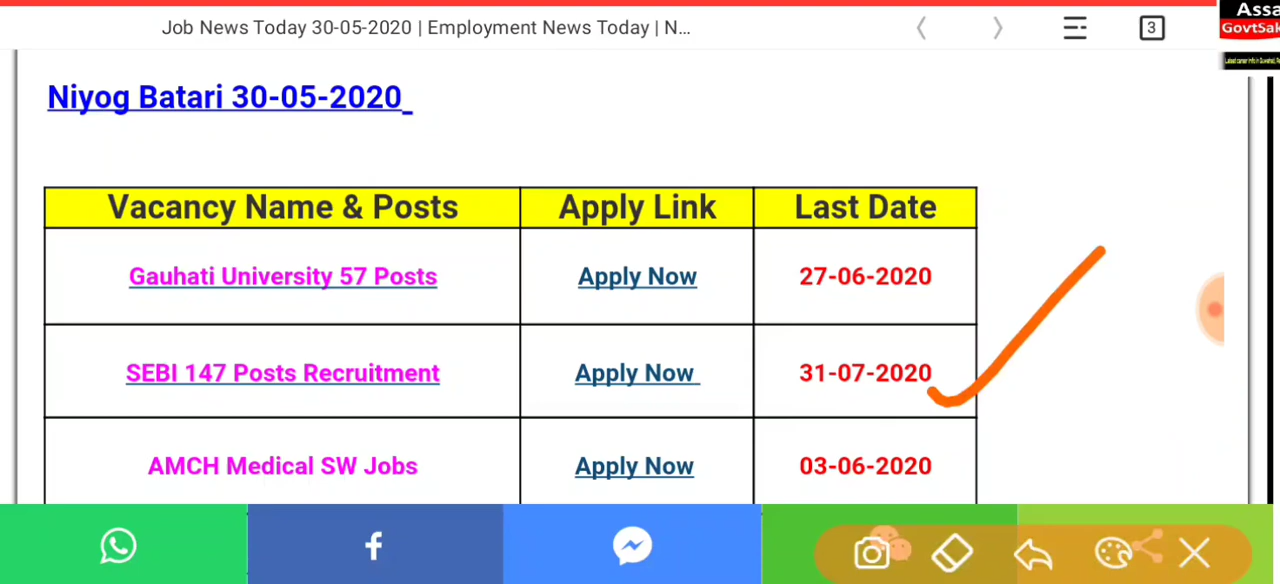 Job News Today 30-05-2020 | Employment News Today | N...
3
Assa
GovtSak
Niyog Batari 30-05-2020
Vacancy Name & Posts Apply Link Last Date
Gauhati University 57 Posts Apply Now 27-06-2020
SEBI 147 Posts Recruitment Apply Now 31-07-2020
AMCH Medical SW Jobs Apply Now 03-06-2020